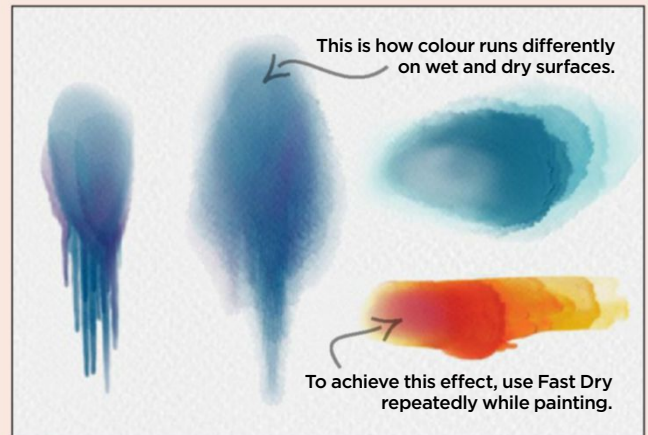 This is how colour runs differently
on wet and dry surfaces.
To achieve this effect, use Fast Dry
repeatedly while painting.